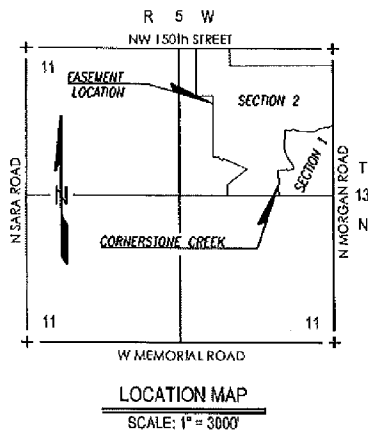 R 5 W
NW 150th STREET
11
EASEMENT
LOCATION
SECTION 2
SECTION 1
N SARA ROAD
N
N MORGAN ROAD
T
13
N
CORNERSTONE CREEK
11
11
W MEMORIAL ROAD
LOCATION MAP
SCALE: 1" = 3000'